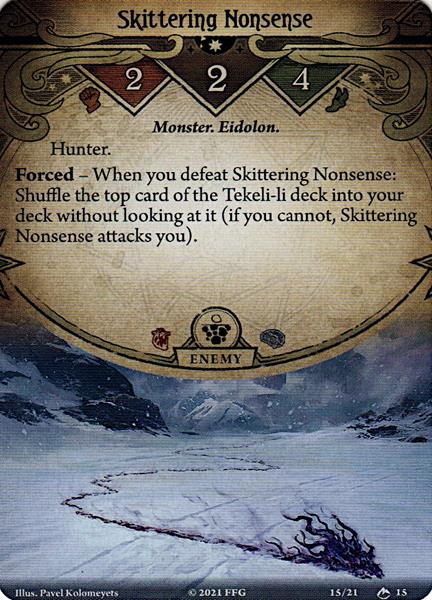 Skittering Nonsense
2 2 4
Monster. Eidolon.
Hunter.
Forced – When you defeat Skittering Nonsense:
Shuffle the top card of the Tekeli-li deck into your
deck without looking at it (if you cannot, Skittering
Nonsense attacks you).
ENEMY
Illus. Pavel Kolomeyets © 2021 FFG 15/21 15